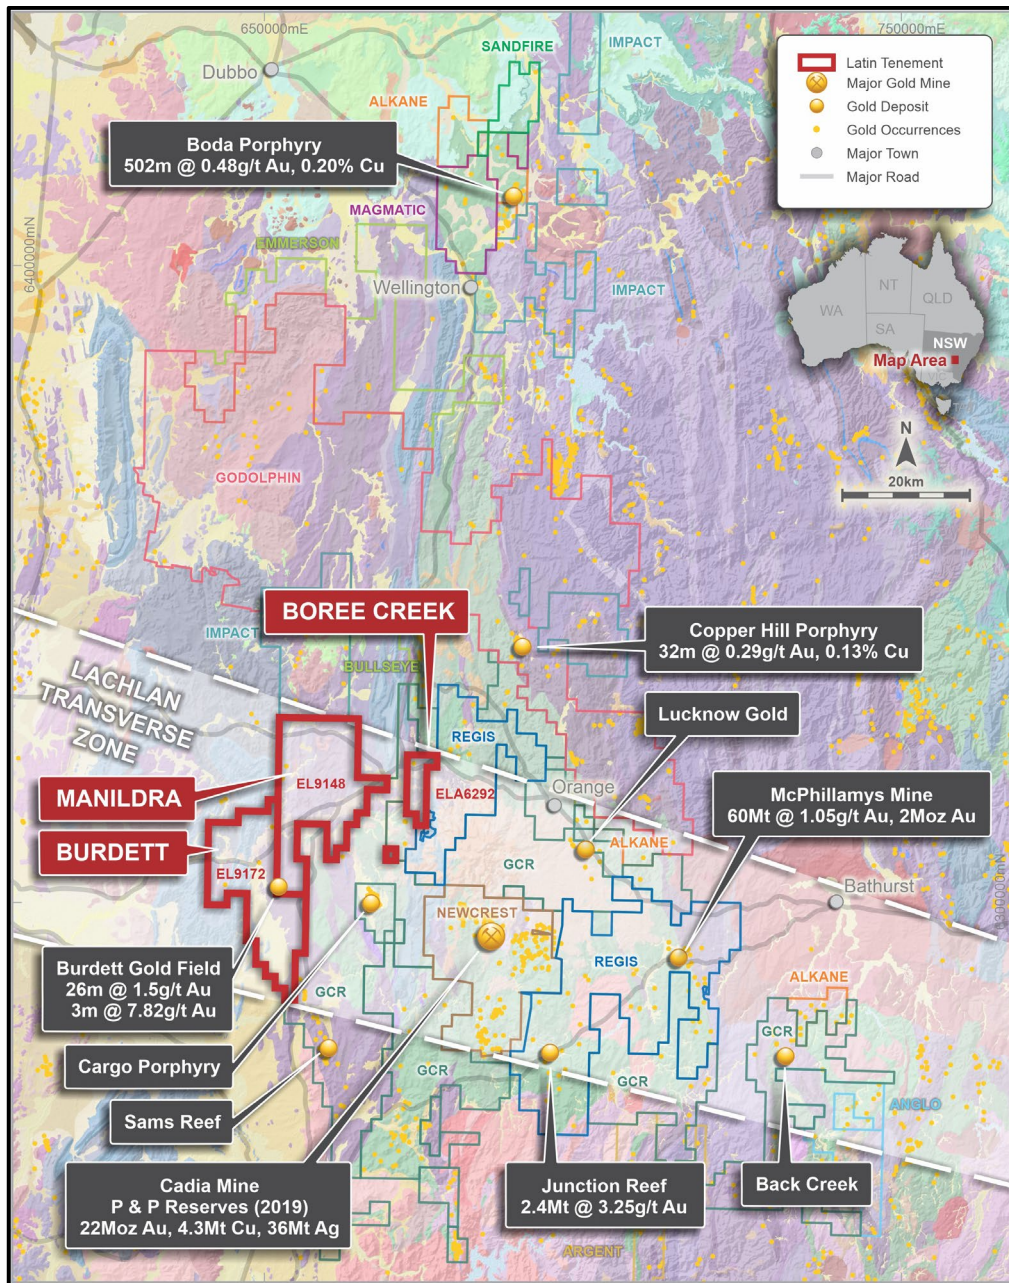 650000mE
750000mE
SANDFIRE
IMPACT
Dubbo
ALKANE
Latin Tenement
Major Gold Mine
Gold Deposit
Gold Occurrences
Major Town
Major Road
Boda Porphyry
502m @ 0.48g/t Au, 0.20% Cu
MAGMATIC
EMMERSON
6400000mN
Wellington
IMPACT
WA
NT
QLD
SA
NSW
Map Area
N
20km
GODOLPHIN
BOREE CREEK
IMPACT
BULLSEYE
Copper Hill Porphyry
32m @ 0.29g/t Au, 0.13% Cu
LACHLAN
TRANSVERSE
ZONE
REGIS
Lucknow Gold
EL9148
ELA6292
Orange
MANILDRA
McPhillamys Mine
60Mt @ 1.05g/t Au, 2Moz Au
BURDETT
ALKANE
GCR
EL9172
Bathurst
6300000mN
NEWCREST
REGIS
Burdett Gold Field
26m @ 1.5g/t Au
3m @ 7.82g/t Au
GCR
ALKANE
GCR
Cargo Porphyry
GCR
GCR
ANGLO
Sams Reef
Cadia Mine
P & P Reserves (2019)
22Moz Au, 4.3Mt Cu, 36Mt Ag
Junction Reef
2.4Mt @ 3.25g/t Au
Back Creek
ARGENT